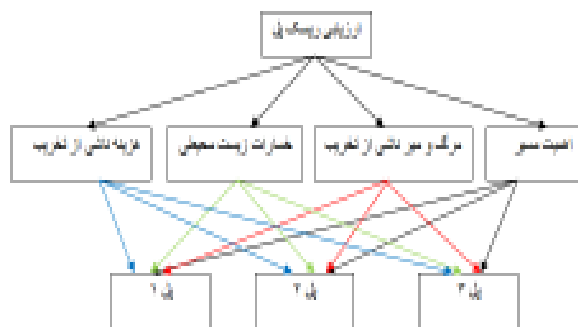 ارزیابی ریسک پل
اهمیت مسیر
مرگ و میر ناشی از تخریب
خسارات زیست محیطی
هزینه ناشی از تخریب
پل ۳
پل ۲
پل ۱